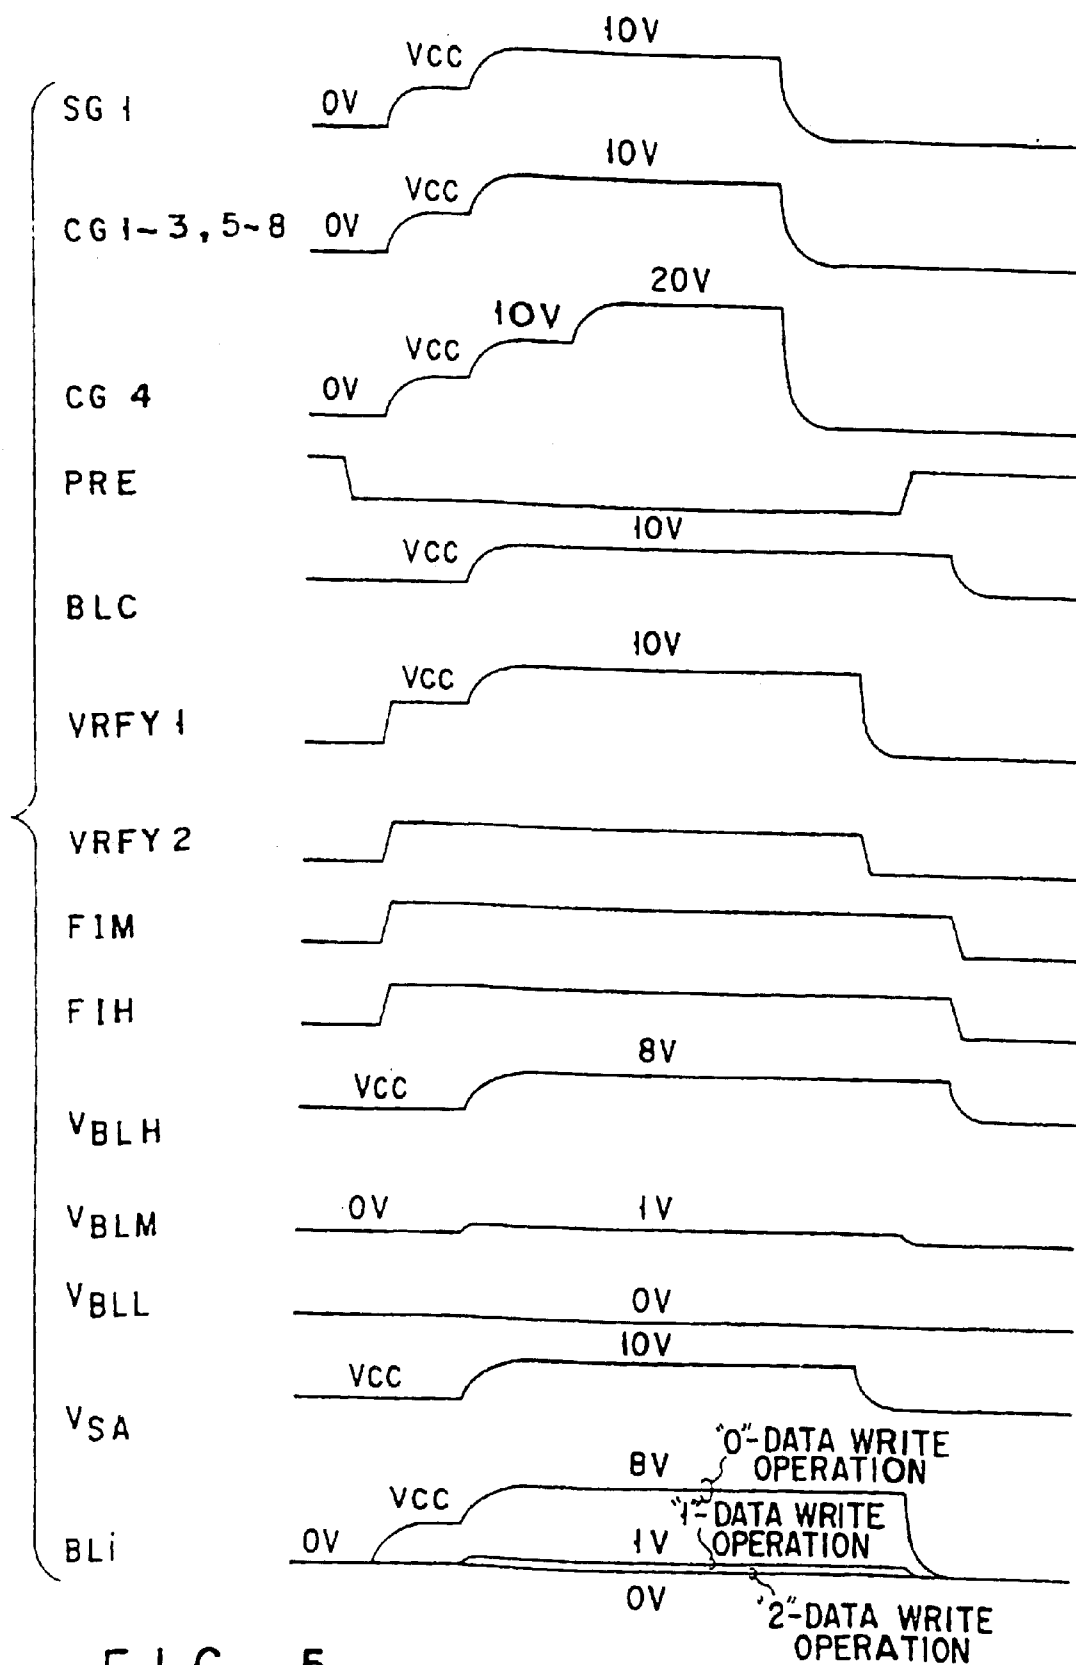 10V
VCC
0V
SG 1
10V
VCC
CG 1~3, 5~8 0V
20V
10V
VCC
0V
CG 4
PRE
10V
VCC
BLC
10V
VCC
VRFY 1
VRFY 2
FIM
FIH
8V
VCC
VBLH
0V 1V
VBLM
VBLL
0V
10V
VCC
VSA
"0"-DATA WRITE
OPERATION
8V
VCC
"1"-DATA WRITE
OPERATION
BLi 0V 1V
0V
"2"-DATA WRITE
OPERATION
FIG. 5